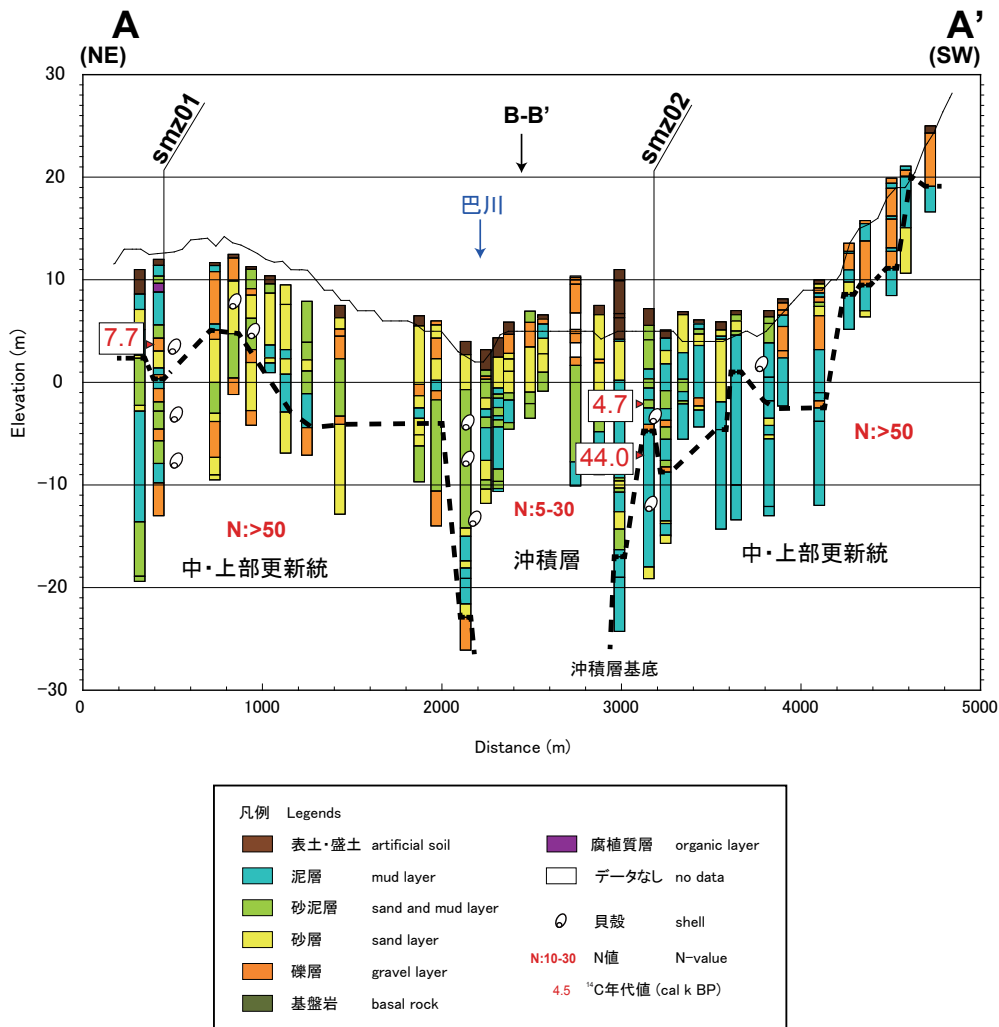 A A’
(NE) (SW)
30
20
10
0
-10
-20
-30
Elevation (m)
smz01
B-B’
smz02
巴川
7.7
4.7
44.0
N:>50
N:5-30
N:>50
中・上部更新統
沖積層
中・上部更新統
沖積層基底
0 1000 2000 3000 4000 5000
Distance (m)
凡例 Legends
表土・盛土 artificial soil
泥層 mud layer
砂泥層 sand and mud layer
砂層 sand layer
礫層 gravel layer
基盤岩 basal rock
腐植質層 organic layer
データなし no data
貝殻 shell
N:10-30 N値 N-value
4.5 ¹⁴C年代値 (cal k BP)